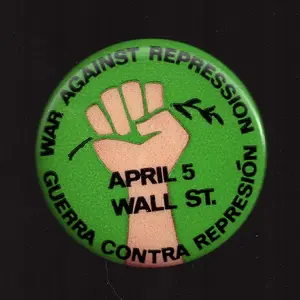 WAR AGAINST REPRESSION
APRIL 5
WALL ST.
GUERRA CONTRA REPRESIÓN